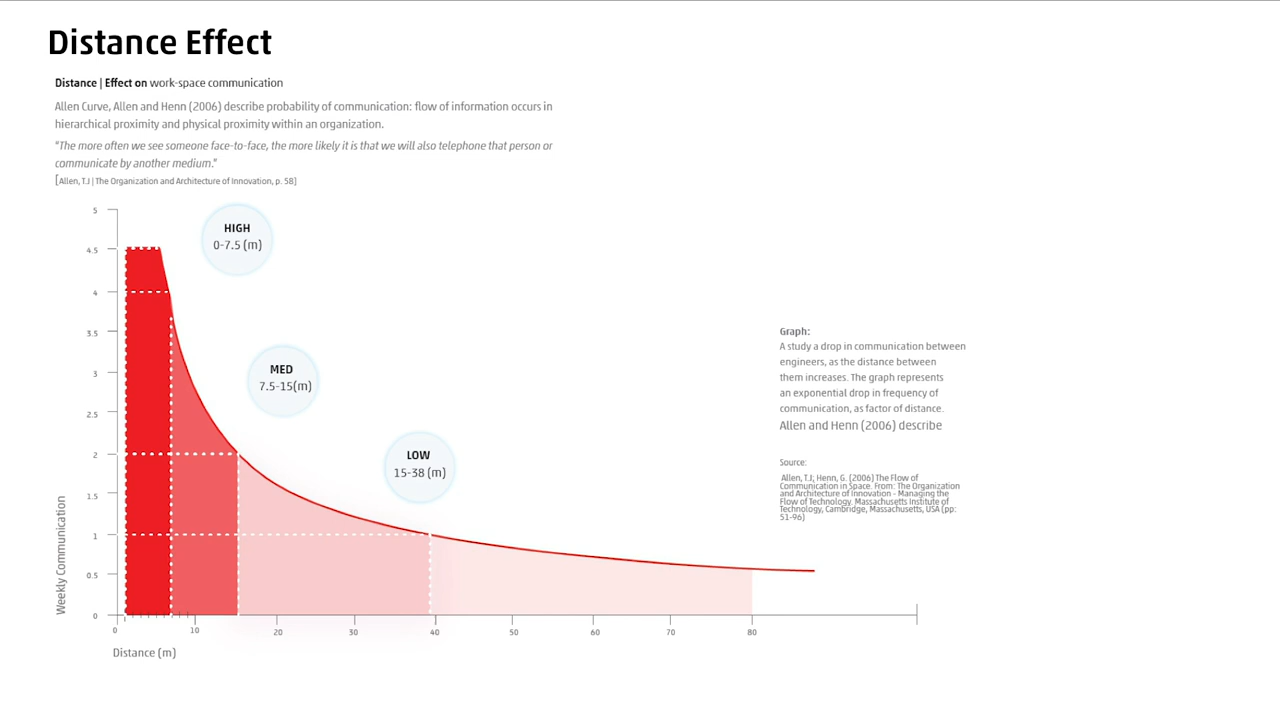 Distance Effect
Distance | Effect on work-space communication
Allen Curve, Allen and Henn (2006) describe probability of communication: flow of information occurs in
hierarchical proximity and physical proximity within an organization.
"The more often we see someone face-to-face, the more likely it is that we will also telephone that person or
communicate by another medium."
[Allen, T.J | The Organization and Architecture of Innovation, p. 58]
5
4.5
4
3.5
3
2.5
2
1.5
1
0.5
0
Weekly Communication
HIGH
0-7.5 (m)
MED
7.5-15(m)
LOW
15-38 (m)
0
10
20
30
40
50
60
70
80
Distance (m)
Graph:
A study a drop in communication between
engineers, as the distance between
them increases. The graph represents
an exponential drop in frequency of
communication, as factor of distance.
Allen and Henn (2006) describe
Source:
Allen, T.J; Henn, G. (2006) The Flow of
Communication in Space. From: The Organization
and Architecture of Innovation - Managing the
Flow of Technology. Massachusetts Institute of
Technology, Cambridge, Massachusetts, USA (pp:
51-96)